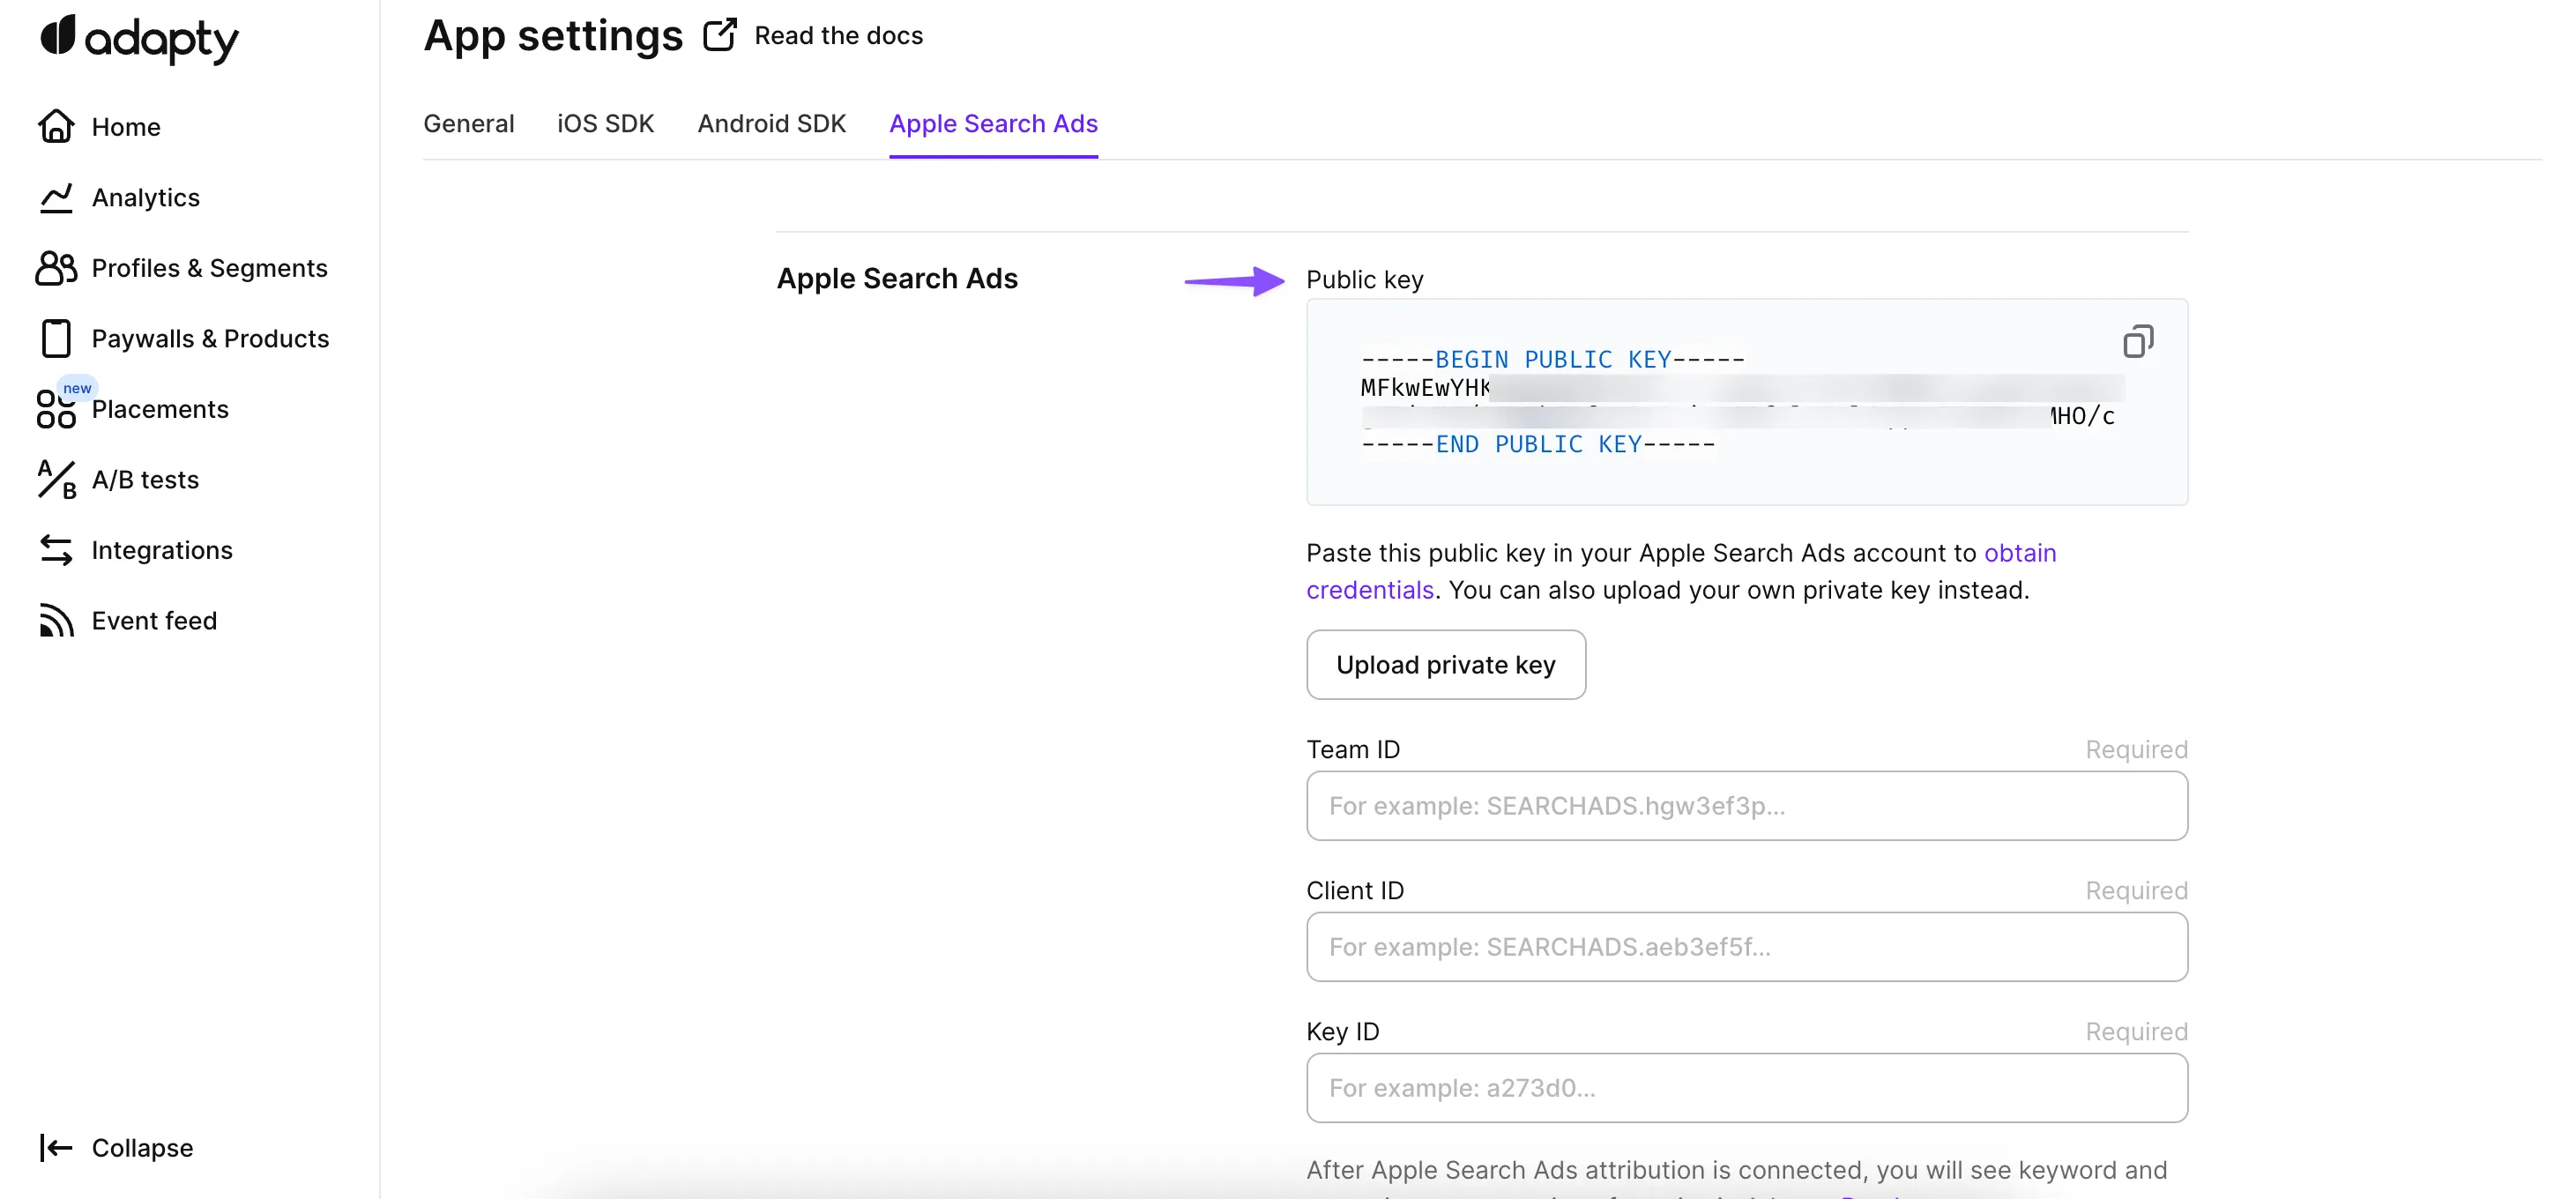 adapty
Home
Analytics
Profiles & Segments
Paywalls & Products
new
Placements
A/B tests
Integrations
Event feed
Collapse
App settings Read the docs
General iOS SDK Android SDK Apple Search Ads
Apple Search Ads
Public key
-----BEGIN PUBLIC KEY-----
MFkwEwYHK
MHO/c
-----END PUBLIC KEY-----
Paste this public key in your Apple Search Ads account to obtain
credentials. You can also upload your own private key instead.
Upload private key
Team ID Required
For example: SEARCHADS.hgw3ef3p...
Client ID Required
For example: SEARCHADS.aeb3ef5f...
Key ID Required
For example: a273d0...
After Apple Search Ads attribution is connected, you will see keyword and